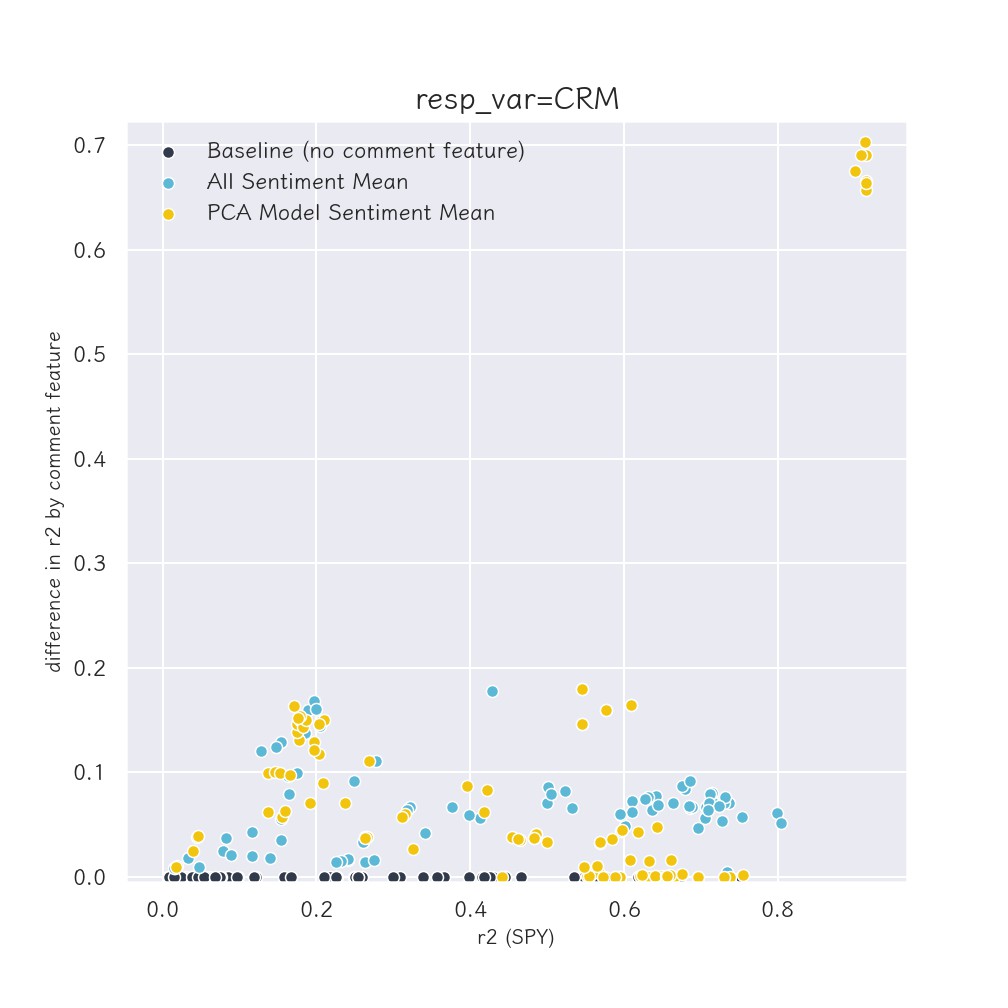 resp_var=CRM
Baseline (no comment feature)
All Sentiment Mean
PCA Model Sentiment Mean
difference in r2 by comment feature
0.7
0.6
0.5
0.4
0.3
0.2
0.1
0.0
0.0 0.2 0.4 0.6 0.8
r2 (SPY)